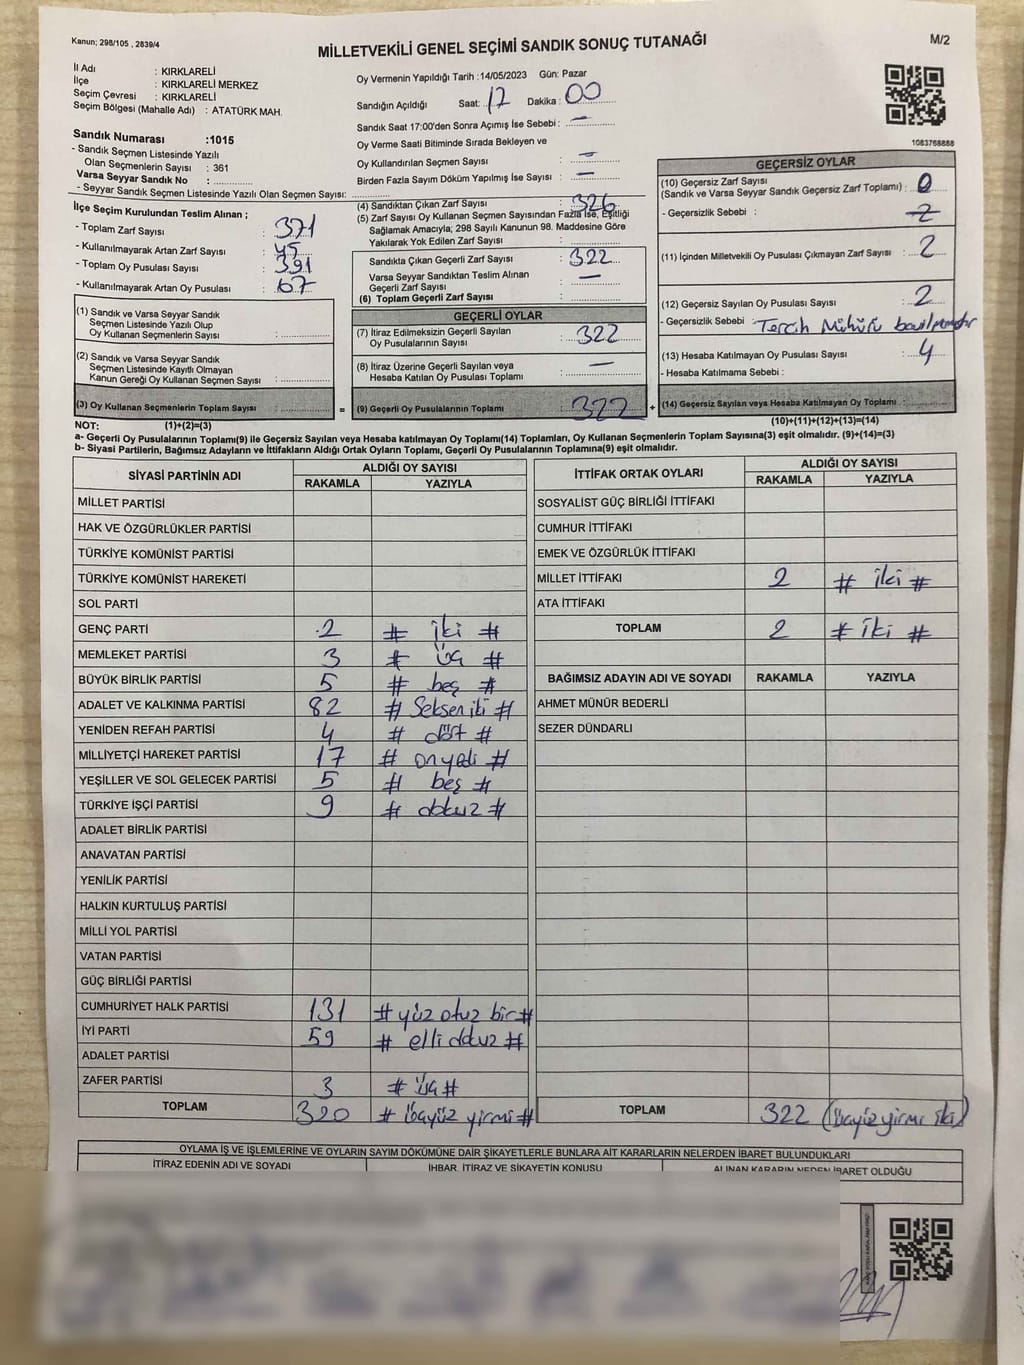 Kanun; 298/105 , 2839/4
MİLLETVEKİLİ GENEL SEÇİMİ SANDIK SONUÇ TUTANAĞI
M/2
İl Adı : KIRKLARELİ
İlçe : KIRKLARELİ MERKEZ
Seçim Çevresi : KIRKLARELİ
Seçim Bölgesi (Mahalle Adı) : ATATÜRK MAH.
Oy Vermenin Yapıldığı Tarih :14/05/2023 Gün: Pazar
Sandığın Açıldığı Saat: 17 Dakika : 00
Sandık Saat 17:00'den Sonra Açımış İse Sebebi : —
Oy Verme Saati Bitiminde Sırada Bekleyen ve
Oy Kullandırılan Seçmen Sayısı : —
Birden Fazla Sayım Döküm Yapılmış İse Sayısı : —
1083768888
Sandık Numarası :1015
- Sandık Seçmen Listesinde Yazılı
Olan Seçmenlerin Sayısı : 361
Varsa Seyyar Sandık No :
- Seyyar Sandık Seçmen Listesinde Yazılı Olan Seçmen Sayısı:
İlçe Seçim Kurulundan Teslim Alınan ;
- Toplam Zarf Sayısı : 371
- Kullanılmayarak Artan Zarf Sayısı : 45
- Toplam Oy Pusulası Sayısı : 391
- Kullanılmayarak Artan Oy Pusulası : 67
(1) Sandık ve Varsa Seyyar Sandık
Seçmen Listesinde Yazılı Olup
Oy Kullanan Seçmenlerin Sayısı :
(2) Sandık ve Varsa Seyyar Sandık
Seçmen Listesinde Kayıtlı Olmayan
Kanun Gereği Oy Kullanan Seçmen Sayısı :
(3) Oy Kullanan Seçmenlerin Toplam Sayısı : =
(4) Sandıktan Çıkan Zarf Sayısı : 326
(5) Zarf Sayısı Oy Kullanan Seçmen Sayısından Fazla İse, Eşitliği
Sağlamak Amacıyla; 298 Sayılı Kanunun 98. Maddesine Göre
Yakılarak Yok Edilen Zarf Sayısı :
Sandıkta Çıkan Geçerli Zarf Sayısı : 322
Varsa Seyyar Sandıktan Teslim Alınan
Geçerli Zarf Sayısı : —
(6) Toplam Geçerli Zarf Sayısı :
GEÇERLİ OYLAR
(7) İtiraz Edilmeksizin Geçerli Sayılan
Oy Pusulalarının Sayısı : 322
(8) İtiraz Üzerine Geçerli Sayılan veya
Hesaba Katılan Oy Pusulası Toplamı : —
(9) Geçerli Oy Pusulalarının Toplamı : 322 +
GEÇERSİZ OYLAR
(10) Geçersiz Zarf Sayısı
(Sandık ve Varsa Seyyar Sandık Geçersiz Zarf Toplamı) : 0
- Geçersizlik Sebebi : 2
(11) İçinden Milletvekili Oy Pusulası Çıkmayan Zarf Sayısı : 2
(12) Geçersiz Sayılan Oy Pusulası Sayısı : 2
- Geçersizlik Sebebi : Tercih Mühürü
(13) Hesaba Katılmayan Oy Pusulası Sayısı : 4
- Hesaba Katılmama Sebebi :
(14) Geçersiz Sayılan veya Hesaba Katılmayan Oy Toplamı :
NOT: (1)+(2)=(3)
(10)+(11)+(12)+(13)=(14)
a- Geçerli Oy Pusulalarının Toplamı(9) ile Geçersiz Sayılan veya Hesaba katılmayan Oy Toplamı(14) Toplamları, Oy Kullanan Seçmenlerin Toplam Sayısına(3) eşit olmalıdır. (9)+(14)=(3)
b- Siyasi Partilerin, Bağımsız Adayların ve İttifakların Aldığı Oyların Toplamı, Geçerli Oy Pusulalarının Toplamına(9) eşit olmalıdır.
SİYASİ PARTİNİN ADI ALDIĞI OY SAYISI
RAKAMLA YAZIYLA
MİLLET PARTİSİ
HAK VE ÖZGÜRLÜKLER PARTİSİ
TÜRKİYE KOMÜNİST PARTİSİ
TÜRKİYE KOMÜNİST HAREKETİ
SOL PARTİ
GENÇ PARTİ 2 # iki #
MEMLEKET PARTİSİ 3 # üç #
BÜYÜK BİRLİK PARTİSİ 5 # beş #
ADALET VE KALKINMA PARTİSİ 82 # Seksen iki #
YENİDEN REFAH PARTİSİ 4 # dört #
MİLLİYETÇİ HAREKET PARTİSİ 17 # onyedi #
YEŞİLLER VE SOL GELECEK PARTİSİ 5 # beş #
TÜRKİYE İŞÇİ PARTİSİ 9 # dokuz #
ADALET BİRLİK PARTİSİ
ANAVATAN PARTİSİ
YENİLİK PARTİSİ
HALKIN KURTULUŞ PARTİSİ
MİLLİ YOL PARTİSİ
VATAN PARTİSİ
GÜÇ BİRLİĞİ PARTİSİ
CUMHURİYET HALK PARTİSİ 131 # yüz otuz bir #
İYİ PARTİ 59 # elli dokuz #
ADALET PARTİSİ
ZAFER PARTİSİ 3 # üç #
TOPLAM 320 # üçyüz yirmi #
İTTİFAK ORTAK OYLARI ALDIĞI OY SAYISI
RAKAMLA YAZIYLA
SOSYALIST GÜÇ BİRLİĞİ İTTİFAKI
CUMHUR İTTİFAKI
EMEK VE ÖZGÜRLÜK İTTİFAKI
MİLLET İTTİFAKI 2 # iki #
ATA İTTİFAKI
TOPLAM 2 # iki #
BAĞIMSIZ ADAYIN ADI VE SOYADI RAKAMLA YAZIYLA
AHMET MÜNÜR BEDERLİ
SEZER DÜNDARLI
TOPLAM 322 (üçyüz yirmi iki)
OYLAMA İŞ VE İŞLEMLERİNE VE OYLARIN SAYIM DÖKÜMÜNE DAİR ŞİKAYETLERLE BUNLARA AİT KARARLARIN NELERDEN İBARET BULUNDUKLARI
İTİRAZ EDENİN ADI VE SOYADI İHBAR, İTİRAZ VE ŞİKAYETİN KONUSU ALINAN KARARIN NEDEN İBARET OLDUĞU